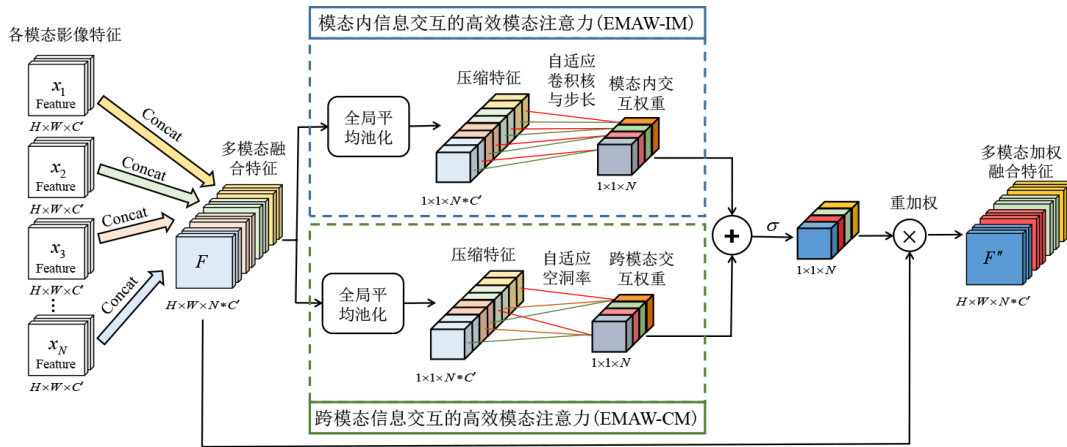 各模态影像特征
x₁
Feature
H×W×C'
x₂
Feature
H×W×C'
x₃
Feature
H×W×C'
⋮
x_N
Feature
H×W×C'
Concat
Concat
Concat
Concat
多模态融
合特征
F
H×W×N*C'
模态内信息交互的高效模态注意力(EMAW-IM)
全局平
均池化
压缩特征
1×1×N*C'
自适应
卷积核
与步长
模态内交
互权重
1×1×N
全局平
均池化
压缩特征
1×1×N*C'
自适应
空洞率
跨模态交
互权重
1×1×N
跨模态信息交互的高效模态注意力(EMAW-CM)
+
σ
1×1×N
重加权
×
多模态加权
融合特征
F″
H×W×N*C'